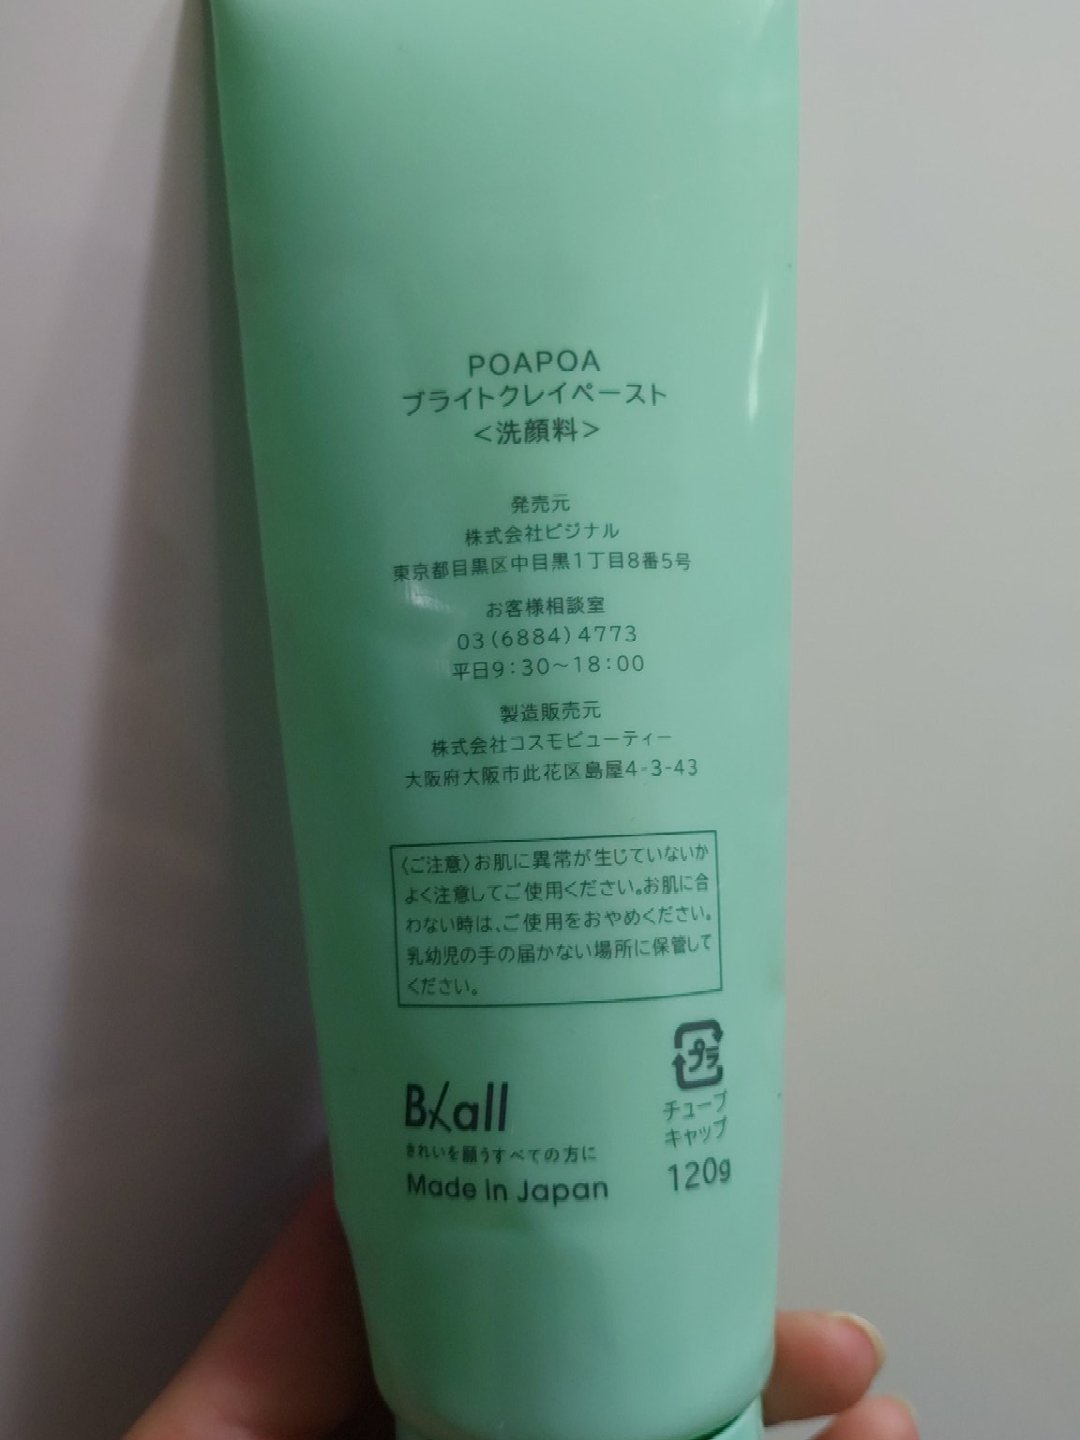 POAPOA
ブライトクレイペースト
<洗顔料>
発売元
株式会社ビジナル
東京都目黒区中目黒1丁目8番5号
お客様相談室
03(6884)4773
平日9:30〜18:00
製造販売元
株式会社コスモビューティー
大阪府大阪市此花区島屋4-3-43
〈ご注意〉お肌に異常が生じていないか
よく注意してご使用ください。お肌に合
わない時は、ご使用をおやめください。
乳幼児の手の届かない場所に保管して
ください。
プラ
チューブ
キャップ
120g
B/all
きれいを願うすべての方に
Made in Japan